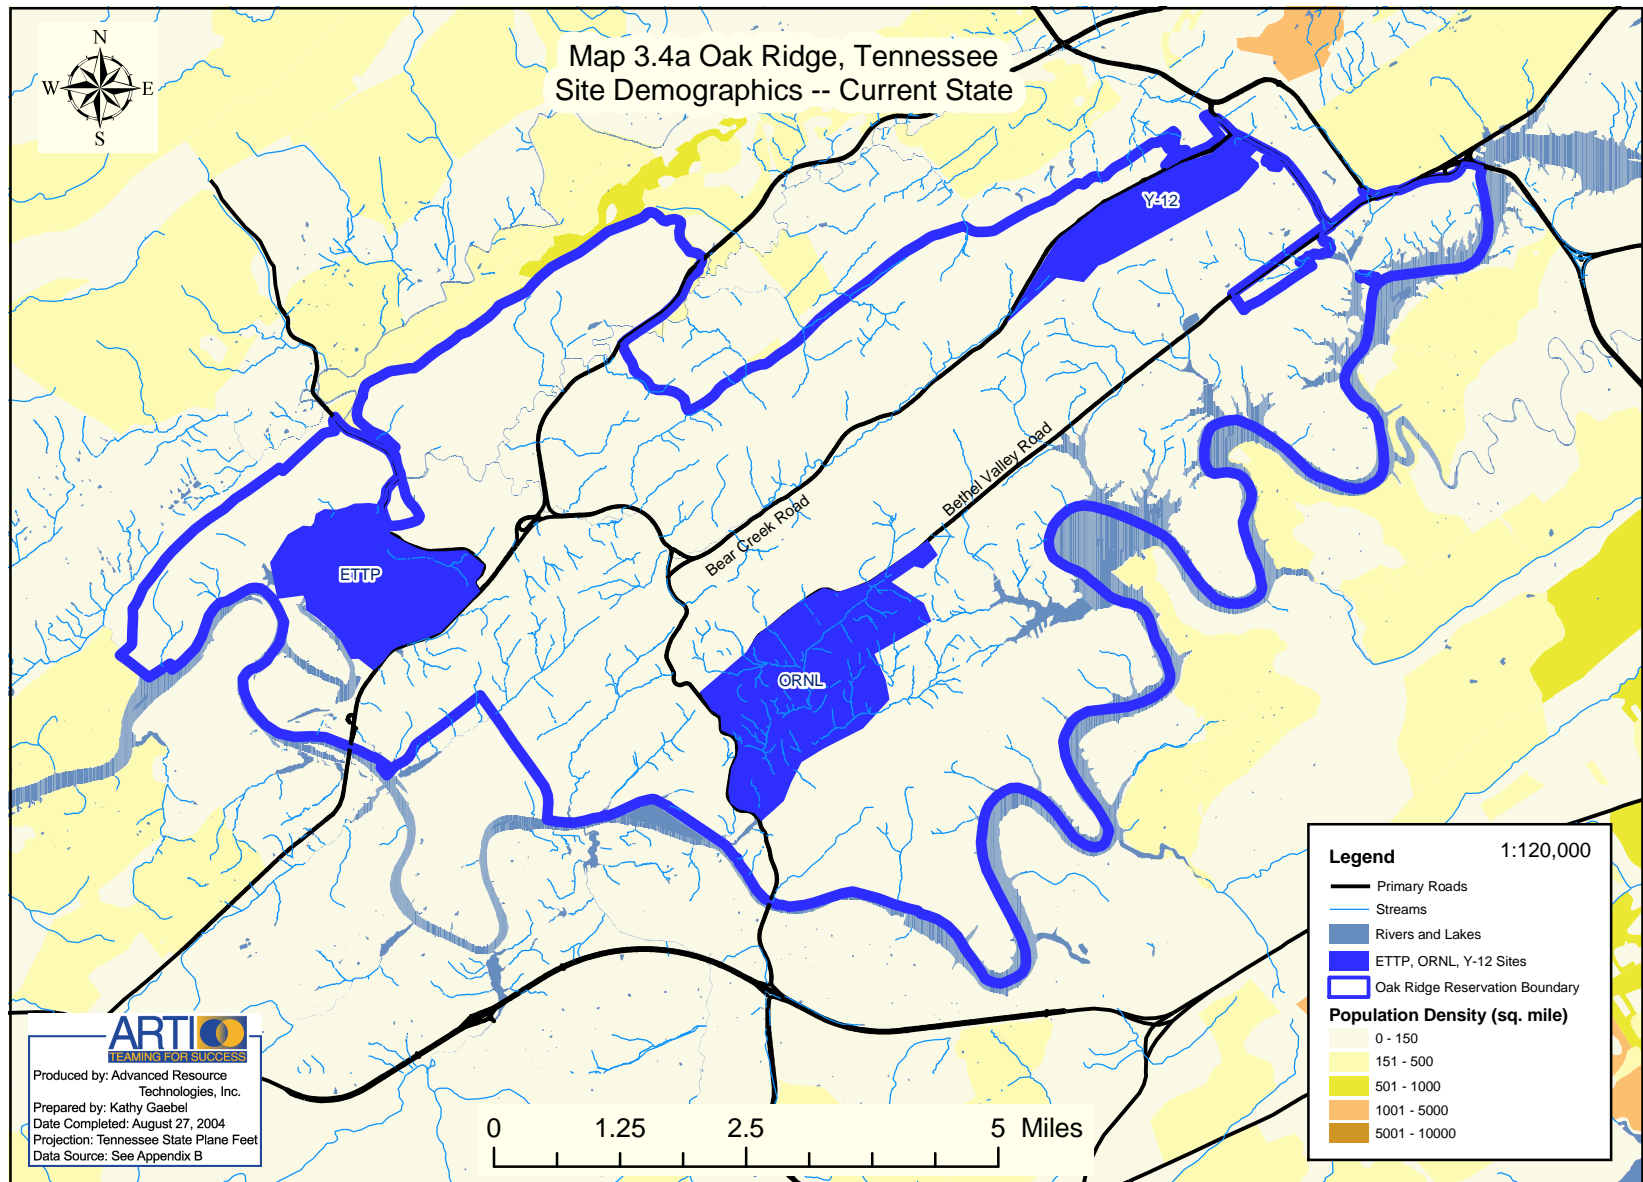 Map 3.4a Oak Ridge, Tennessee
Site Demographics -- Current State
N
W E
S
Y-12
ETTP
ORNL
Bear Creek Road
Bethel Valley Road
Legend 1:120,000
Primary Roads
Streams
Rivers and Lakes
ETTP, ORNL, Y-12 Sites
Oak Ridge Reservation Boundary
Population Density (sq. mile)
0 - 150
151 - 500
501 - 1000
1001 - 5000
5001 - 10000
ARTI
TEAMING FOR SUCCESS
Produced by: Advanced Resource
Technologies, Inc.
Prepared by: Kathy Gaebel
Date Completed: August 27, 2004
Projection: Tennessee State Plane Feet
Data Source: See Appendix B
0 1.25 2.5 5 Miles